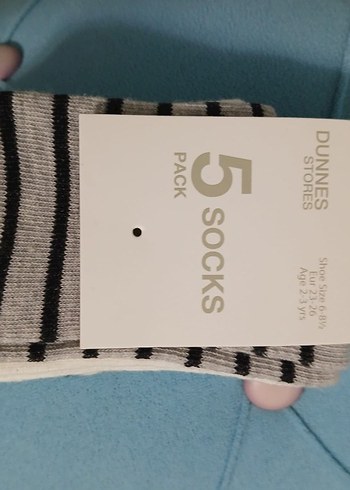 DUNNES
STORES
5 SOCKS
PACK
Shoe Size 6-8½
Eur 23-26
Age 2-3 yrs